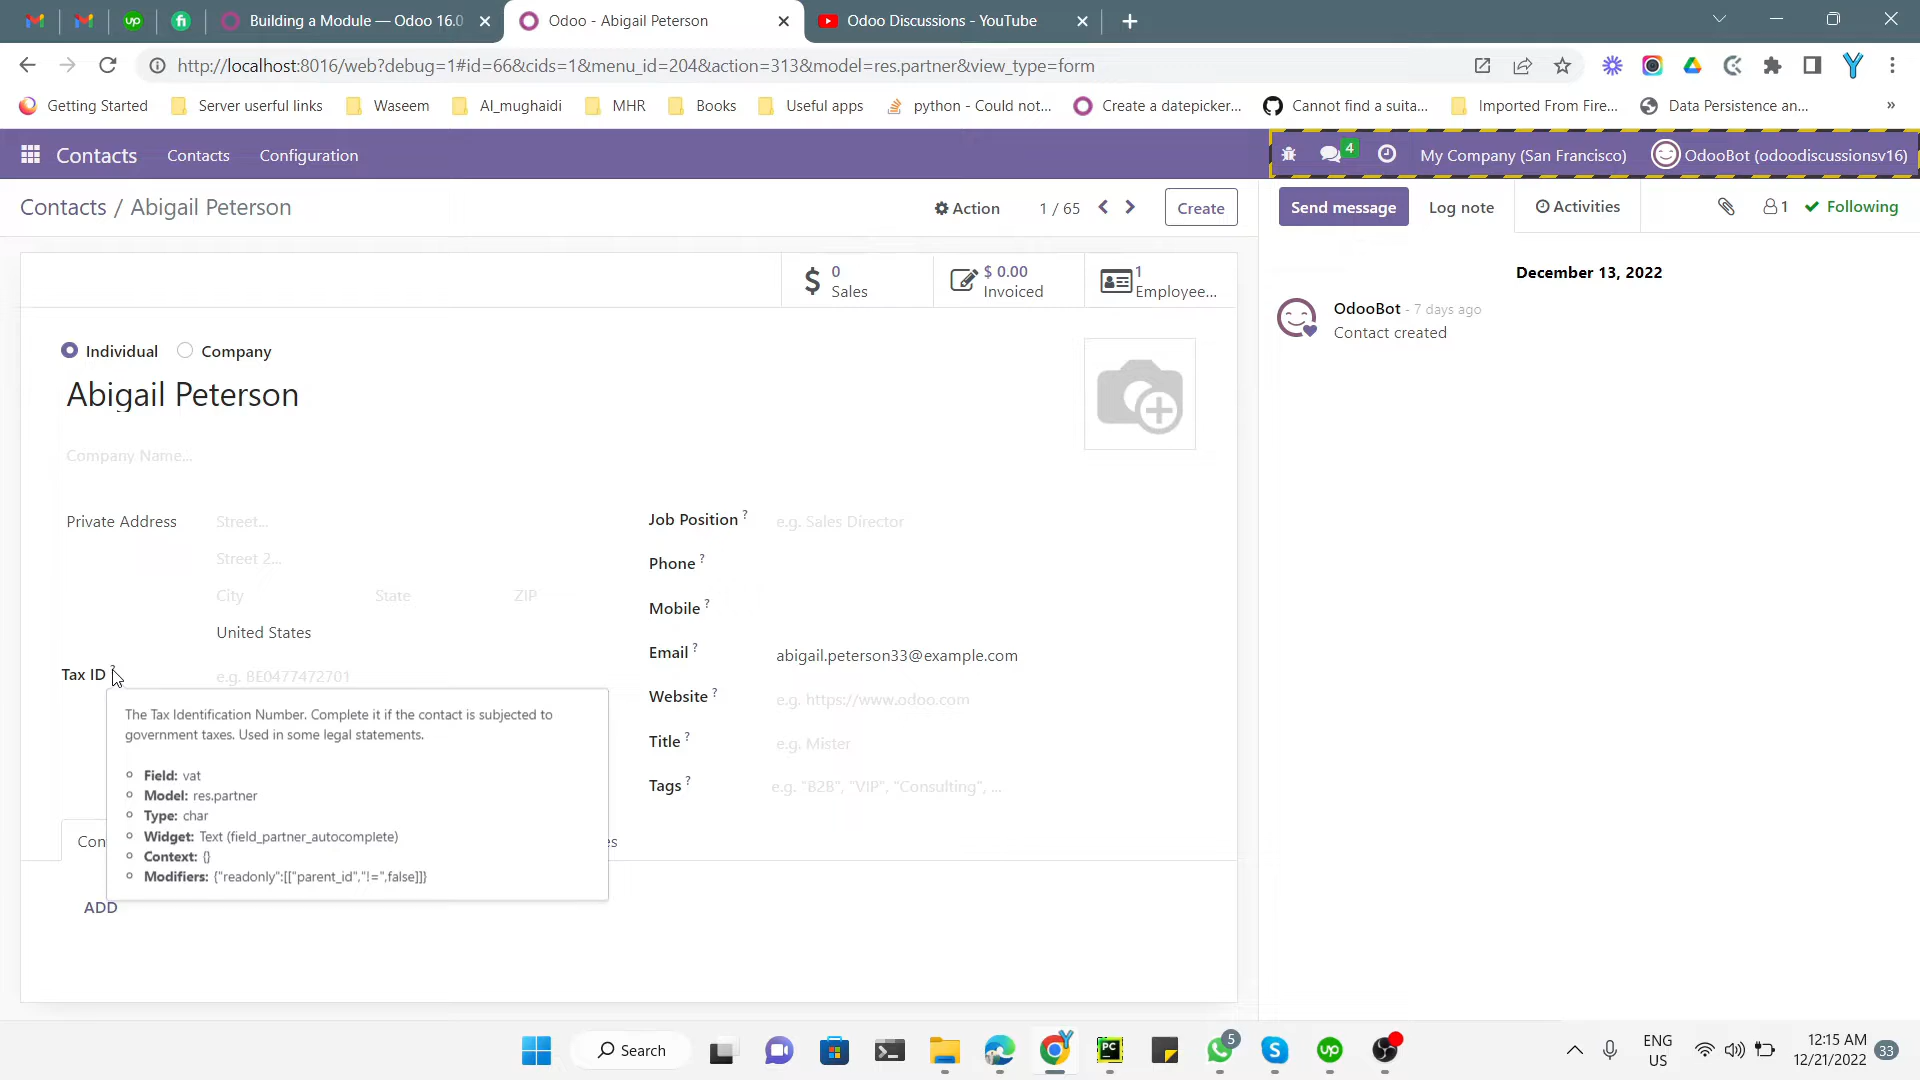 Building a Module — Odoo 16.0
Odoo - Abigail Peterson
Odoo Discussions - YouTube
http://localhost:8016/web?debug=1#id=66&cids=1&menu_id=204&action=313&model=res.partner&view_type=form
Getting Started
Server useful links
Waseem
Al_mughaidi
MHR
Books
Useful apps
python - Could not...
Create a datepicker...
Cannot find a suita...
Imported From Fire...
Data Persistence an...
»
Contacts
Contacts
Configuration
4
My Company (San Francisco)
OdooBot (odoodiscussionsv16)
Contacts / Abigail Peterson
Action
1 / 65
Create
Send message
Log note
Activities
1
Following
0
Sales
$ 0.00
Invoiced
1
Employee...
December 13, 2022
OdooBot - 7 days ago
Contact created
Individual
Company
Abigail Peterson
Company Name...
Private Address
Street...
Street 2...
City
State
ZIP
United States
Tax ID ?
e.g. BE0477472701
Job Position ?
e.g. Sales Director
Phone ?
Mobile ?
Email ?
abigail.peterson33@example.com
Website ?
e.g. https://www.odoo.com
Title ?
e.g. Mister
Tags ?
e.g. "B2B", "VIP", "Consulting", ...
The Tax Identification Number. Complete it if the contact is subjected to
government taxes. Used in some legal statements.
Field: vat
Model: res.partner
Type: char
Widget: Text (field_partner_autocomplete)
Context: {}
Modifiers: {"readonly":[["parent_id","!=",false]]}
Con
es
ADD
Search
PC
5
S
up
ENG
US
12:15 AM
12/21/2022
33